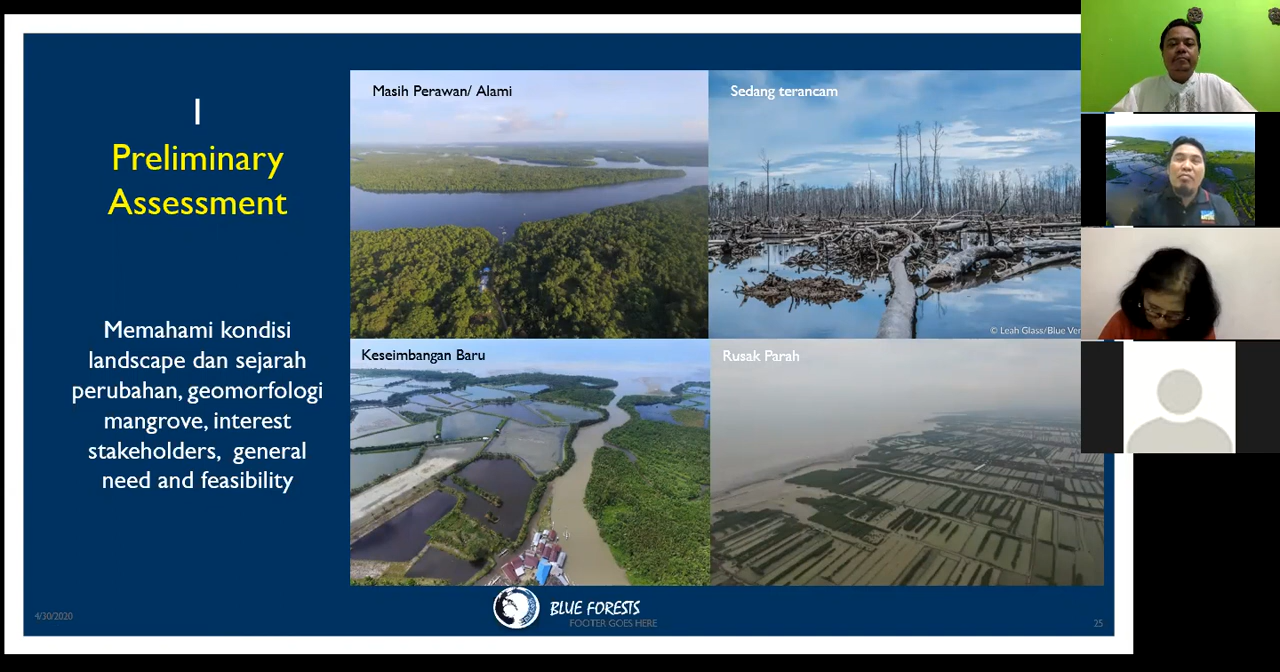 I
Preliminary
Assessment
Memahami kondisi
landscape dan sejarah
perubahan, geomorfologi
mangrove, interest
stakeholders, general
need and feasibility
Masih Perawan/ Alami
Sedang terancam
© Leah Glass/Blue Ven
Keseimbangan Baru
Rusak Parah
4/30/2020
BLUE FORESTS
FOOTER GOES HERE
25